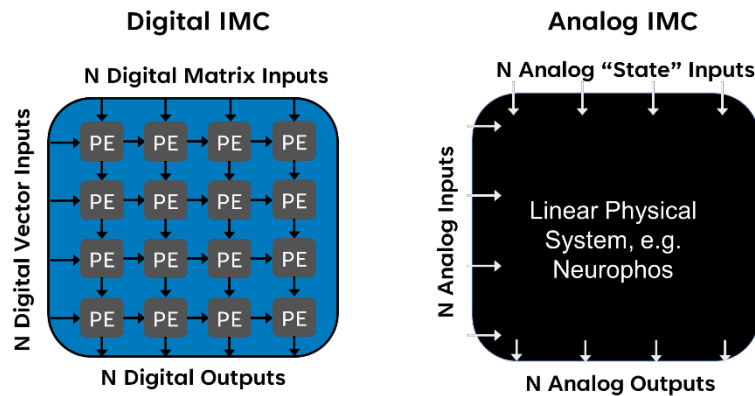 Digital IMC
N Digital Matrix Inputs
N Digital Vector Inputs
PE PE PE PE
PE PE PE PE
PE PE PE PE
PE PE PE PE
N Digital Outputs
Analog IMC
N Analog “State” Inputs
N Analog Inputs
Linear Physical
System, e.g.
Neurophos
N Analog Outputs